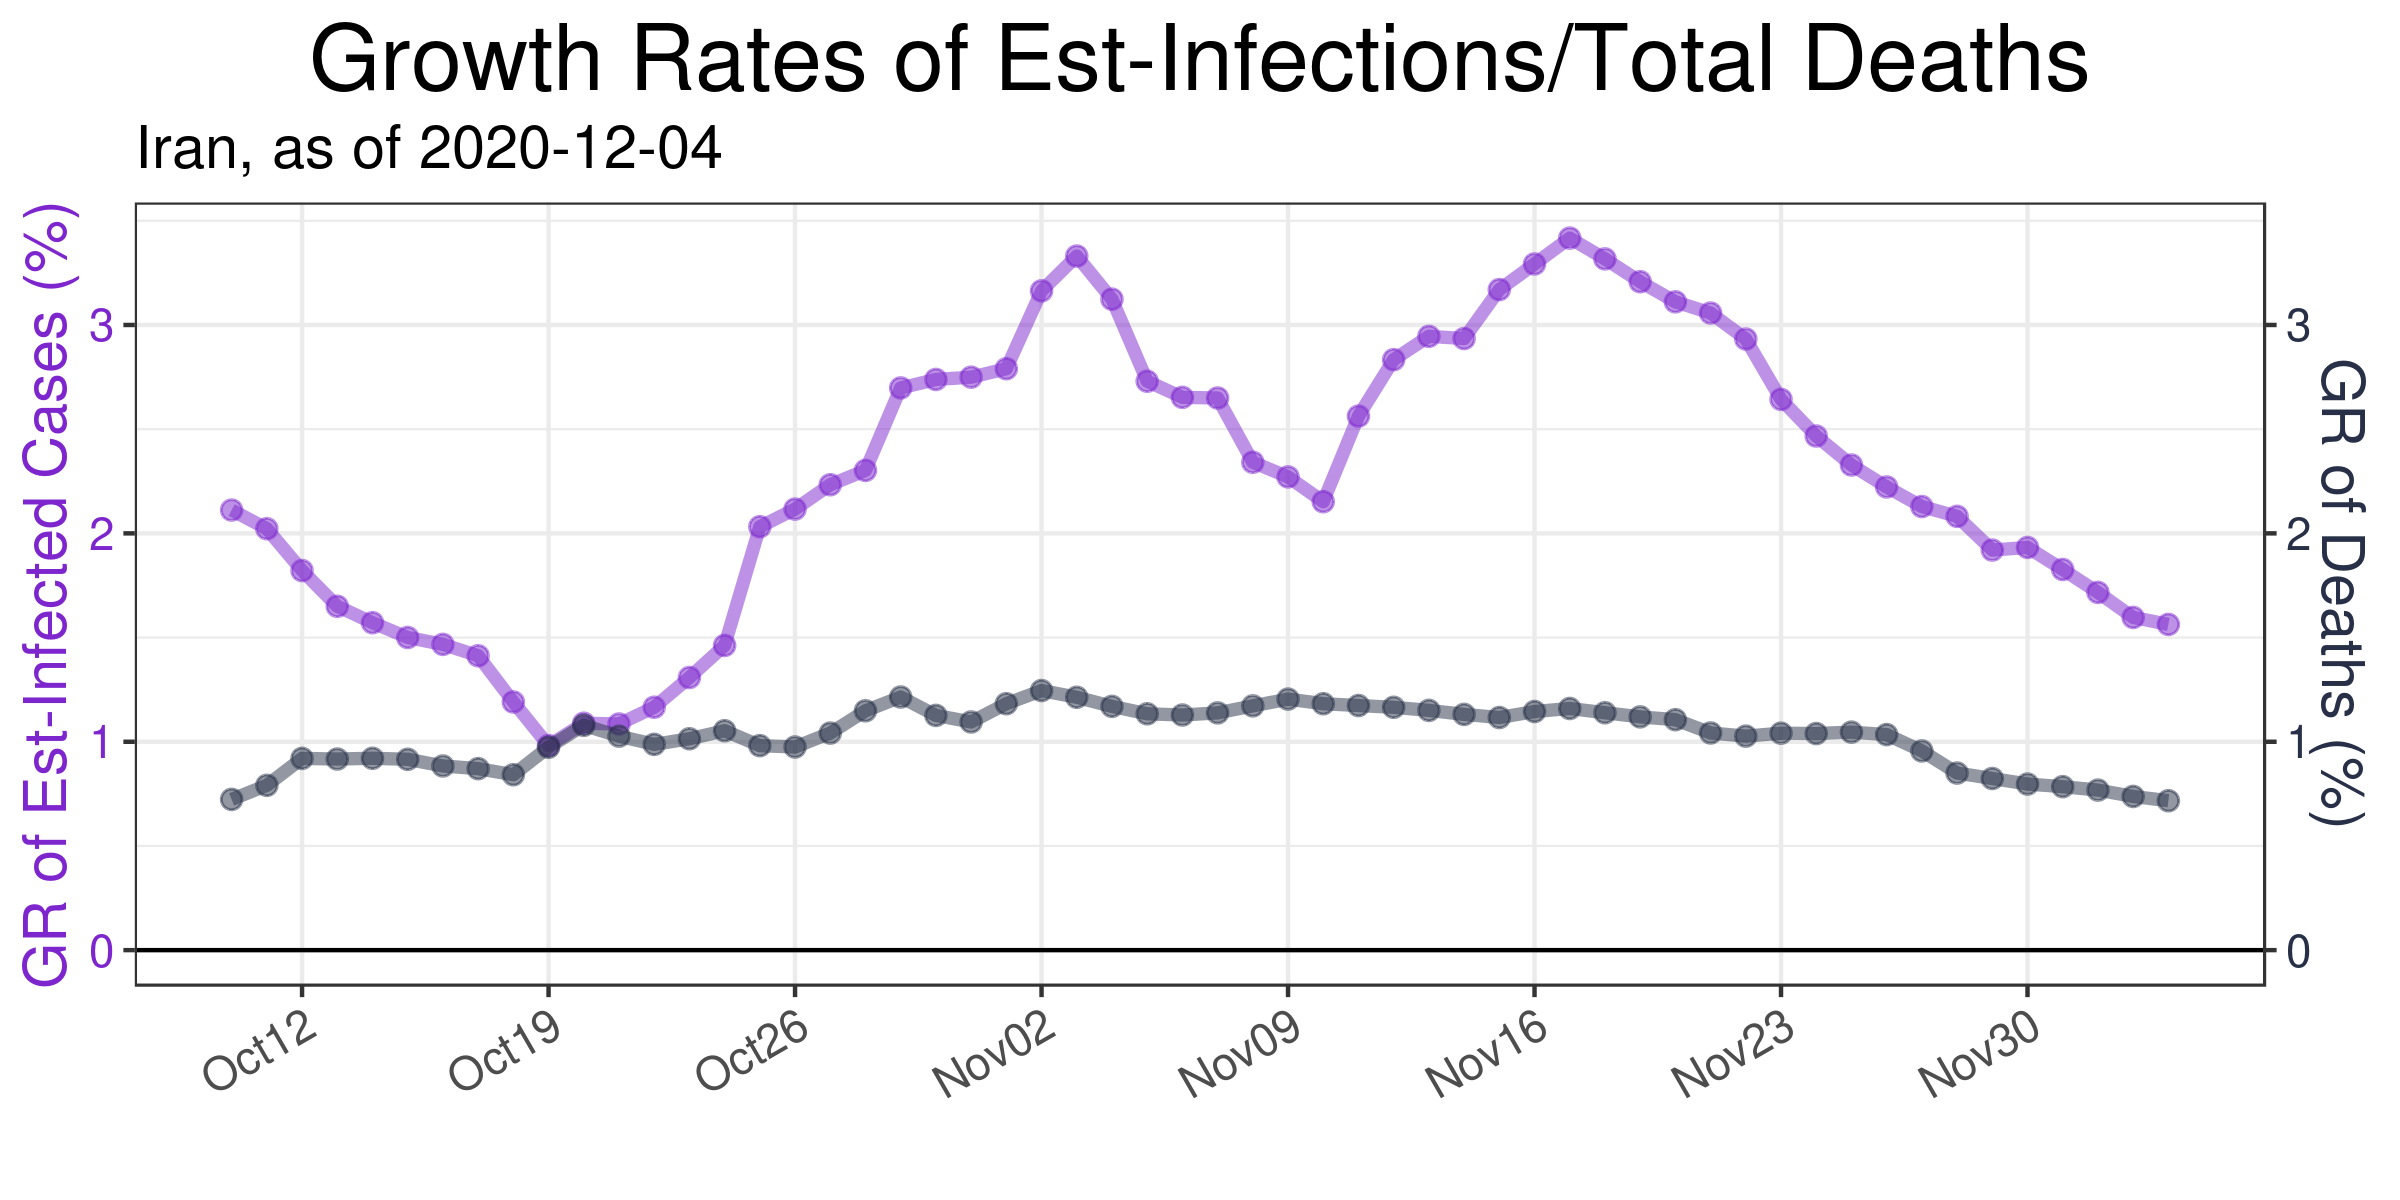 Growth Rates of Est-Infections/Total Deaths
Iran, as of 2020-12-04
GR of Est-Infected Cases (%)
3
2
1
0
3
2
1
0
GR of Deaths (%)
Oct12
Oct19
Oct26
Nov02
Nov09
Nov16
Nov23
Nov30